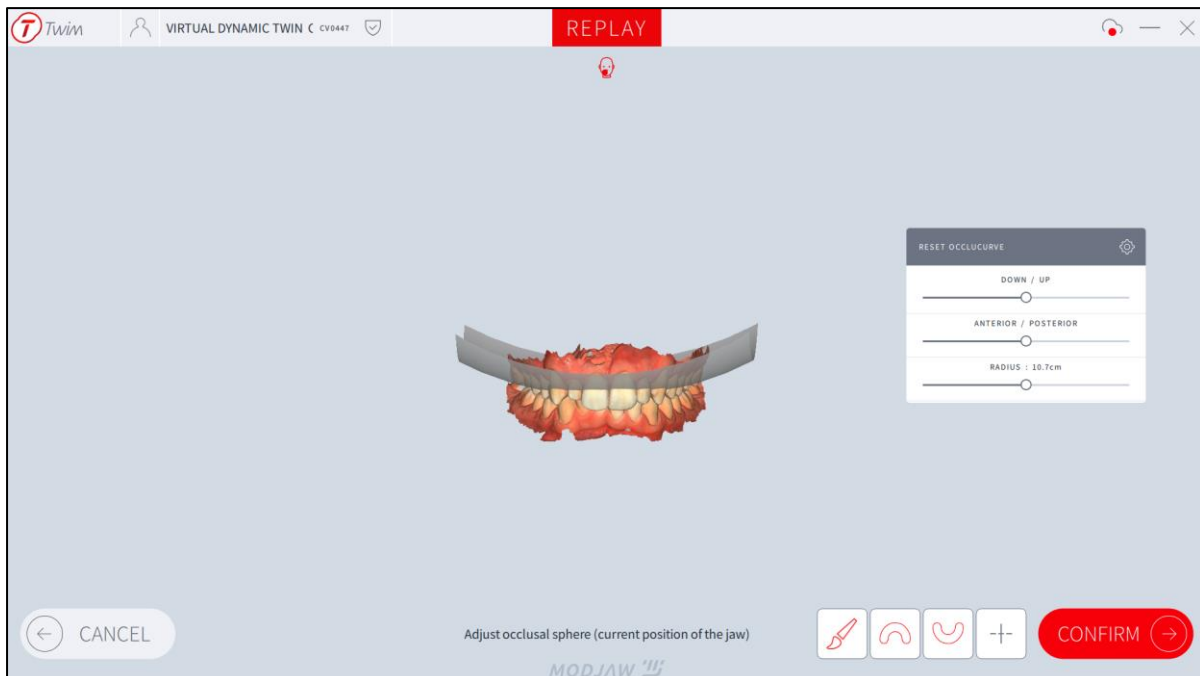 Twim
VIRTUAL DYNAMIC TWIN C CV0447
REPLAY
RESET OCCLUCURVE
DOWN / UP
ANTERIOR / POSTERIOR
RADIUS : 10.7cm
CANCEL
Adjust occlusal sphere (current position of the jaw)
CONFIRM
MODJAW